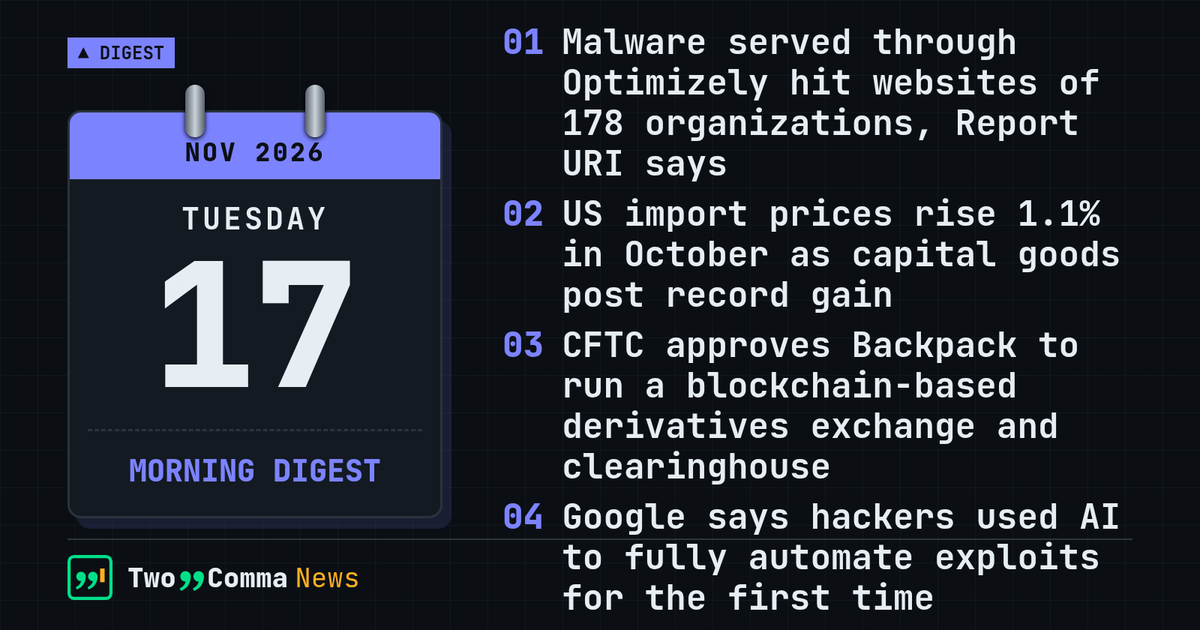 ▲ DIGEST
NOV 2026
TUESDAY
17
MORNING DIGEST
01 Malware served through
Optimizely hit websites of
178 organizations, Report
URI says
02 US import prices rise 1.1%
in October as capital goods
post record gain
03 CFTC approves Backpack to
run a blockchain-based
derivatives exchange and
clearinghouse
04 Google says hackers used AI
to fully automate exploits
for the first time
Two,,Comma News